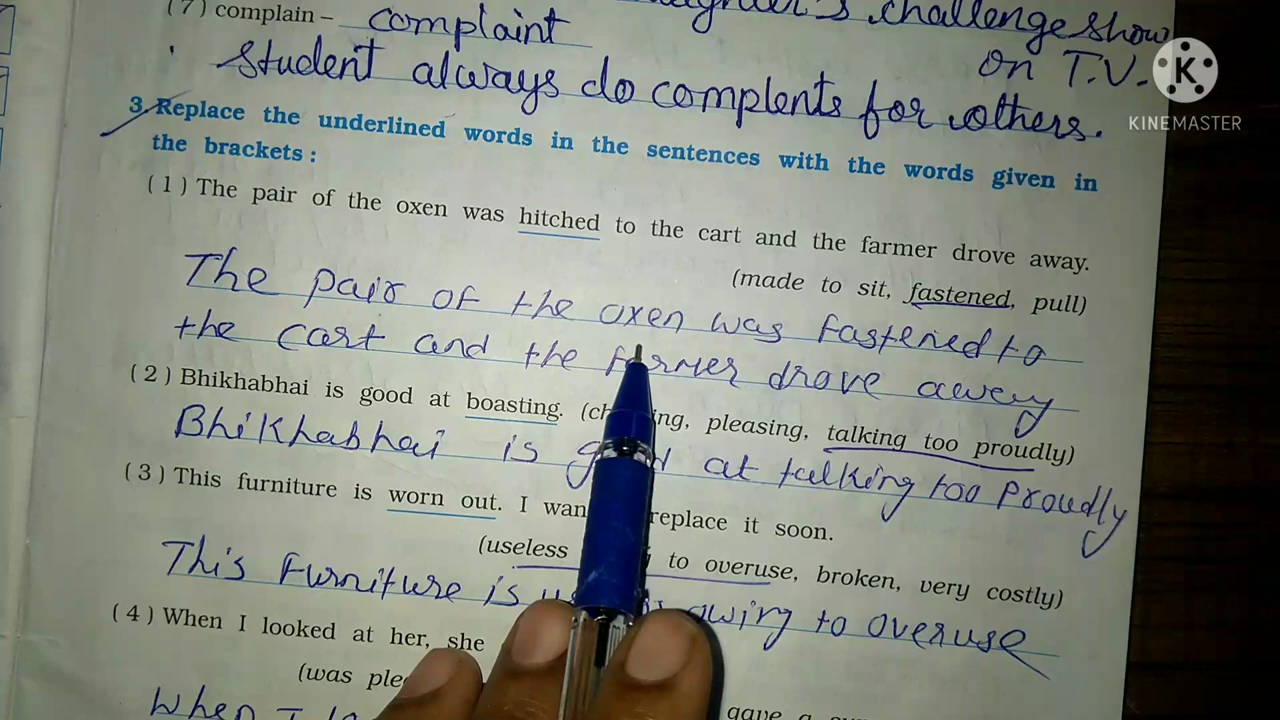 (7) complain – complaint
's challenge show
on T.V.
Student always do complents for others.
KINEMASTER
3. Replace the underlined words in the sentences with the words given in
the brackets :
(1) The pair of the oxen was hitched to the cart and the farmer drove away.
(made to sit, fastened, pull)
The pair of the oxen was fastened to
the cart and the farmer drove awey
(2) Bhikhabhai is good at boasting. (ch ng, pleasing, talking too proudly)
Bhikhabhai is at talking too proudly
(3) This furniture is worn out. I replace it soon.
(useless to overuse, broken, very costly)
This furniture is owing to overuse
(4) When I looked at her, she
(was
When I
gave a